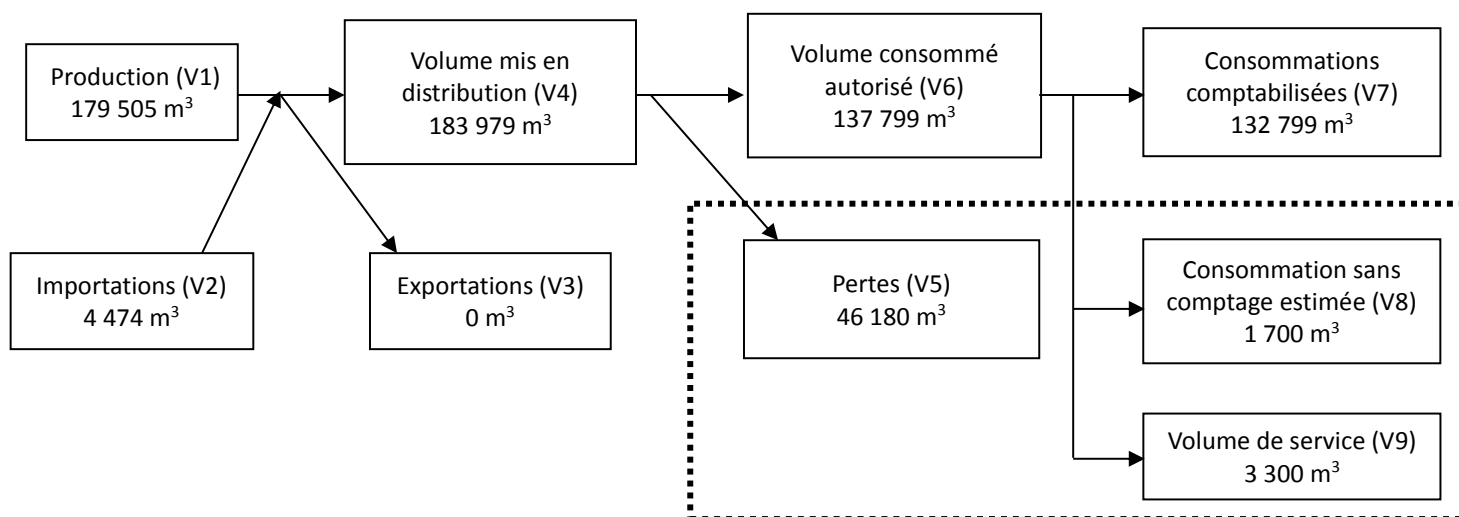 Production (V1)
179 505 m³
Volume mis en
distribution (V4)
183 979 m³
Volume consommé
autorisé (V6)
137 799 m³
Consommations
comptabilisées (V7)
132 799 m³
Importations (V2)
4 474 m³
Exportations (V3)
0 m³
Pertes (V5)
46 180 m³
Consommation sans
comptage estimée (V8)
1 700 m³
Volume de service (V9)
3 300 m³